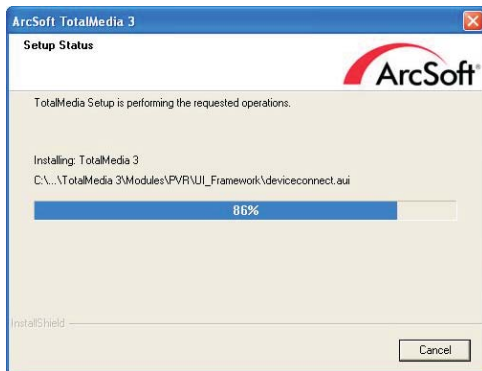 ArcSoft TotalMedia 3
Setup Status
ArcSoft®
TotalMedia Setup is performing the requested operations.
Installing: TotalMedia 3
C:\...\TotalMedia 3\Modules\PVR\UI_Framework\deviceconnect.aui
86%
InstallShield
Cancel